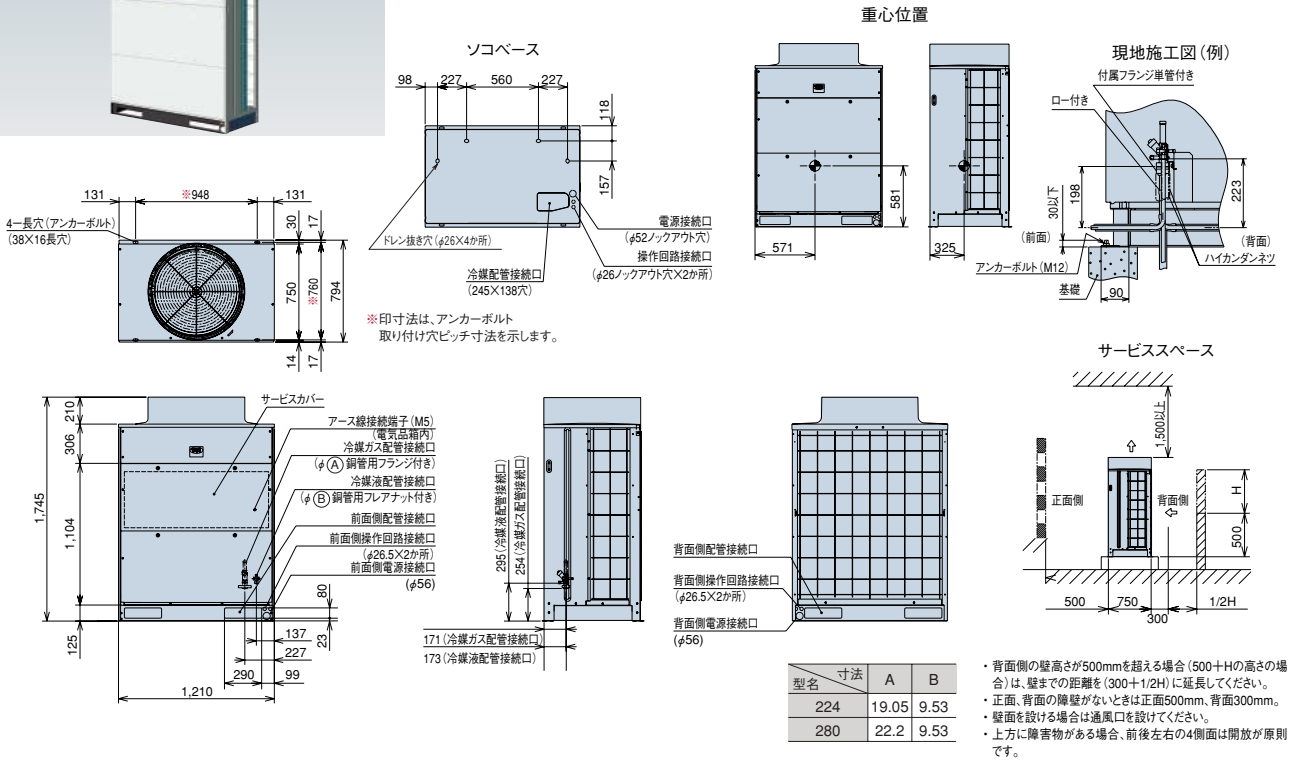 重心位置
ソコベース
98
227
560
227
118
157
ドレン抜き穴(φ26×4か所)
冷媒配管接続口
(245×138穴)
電源接続口
(φ52ノックアウト穴)
操作回路接続口
(φ26ノックアウト穴×2か所)
※印寸法は、アンカーボルト
取り付け穴ピッチ寸法を示します。
571
581
325
現地施工図(例)
付属フランジ単管付き
ロー付き
30以下
198
223
(前面)
(背面)
アンカーボルト(M12)
ハイカンダンネツ
基礎
90
131
※948
131
4ー長穴(アンカーボルト)
(38×16長穴)
30
17
750
※760
794
14
17
210
306
1,745
1,104
125
サービスカバー
アース線接続端子(M5)
(電気品箱内)
冷媒ガス配管接続口
(φⒶ銅管用フランジ付き)
冷媒液配管接続口
(φⒷ銅管用フレアナット付き)
前面側配管接続口
前面側操作回路接続口
(φ26.5×2か所)
前面側電源接続口
(φ56)
80
23
137
227
290
99
1,210
295(冷媒液配管接続口)
254(冷媒ガス配管接続口)
171(冷媒ガス配管接続口)
173(冷媒液配管接続口)
背面側配管接続口
背面側操作回路接続口
(φ26.5×2か所)
背面側電源接続口
(φ56)
サービススペース
1,500以上
正面側
背面側
H
500
500
750
300
1/2H
型名 寸法 A B
224 19.05 9.53
280 22.2 9.53
・背面側の壁高さが500mmを超える場合(500+Hの高さの場
合)は、壁までの距離を(300+1/2H)に延長してください。
・正面、背面の障壁がないときは正面500mm、背面300mm。
・壁面を設ける場合は通風口を設けてください。
・上方に障害物がある場合、前後左右の4側面は開放が原則
です。